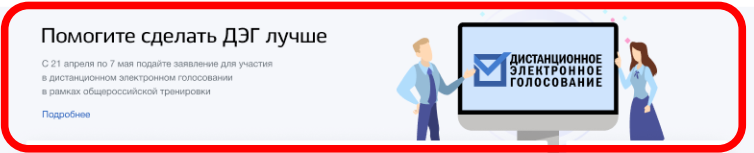 Помогите сделать ДЭГ лучше
С 21 апреля по 7 мая подайте заявление для участия
в дистанционном электронном голосовании
в рамках общероссийской тренировки
Подробнее
ДИСТАНЦИОННОЕ
ЭЛЕКТРОННОЕ
ГОЛОСОВАНИЕ